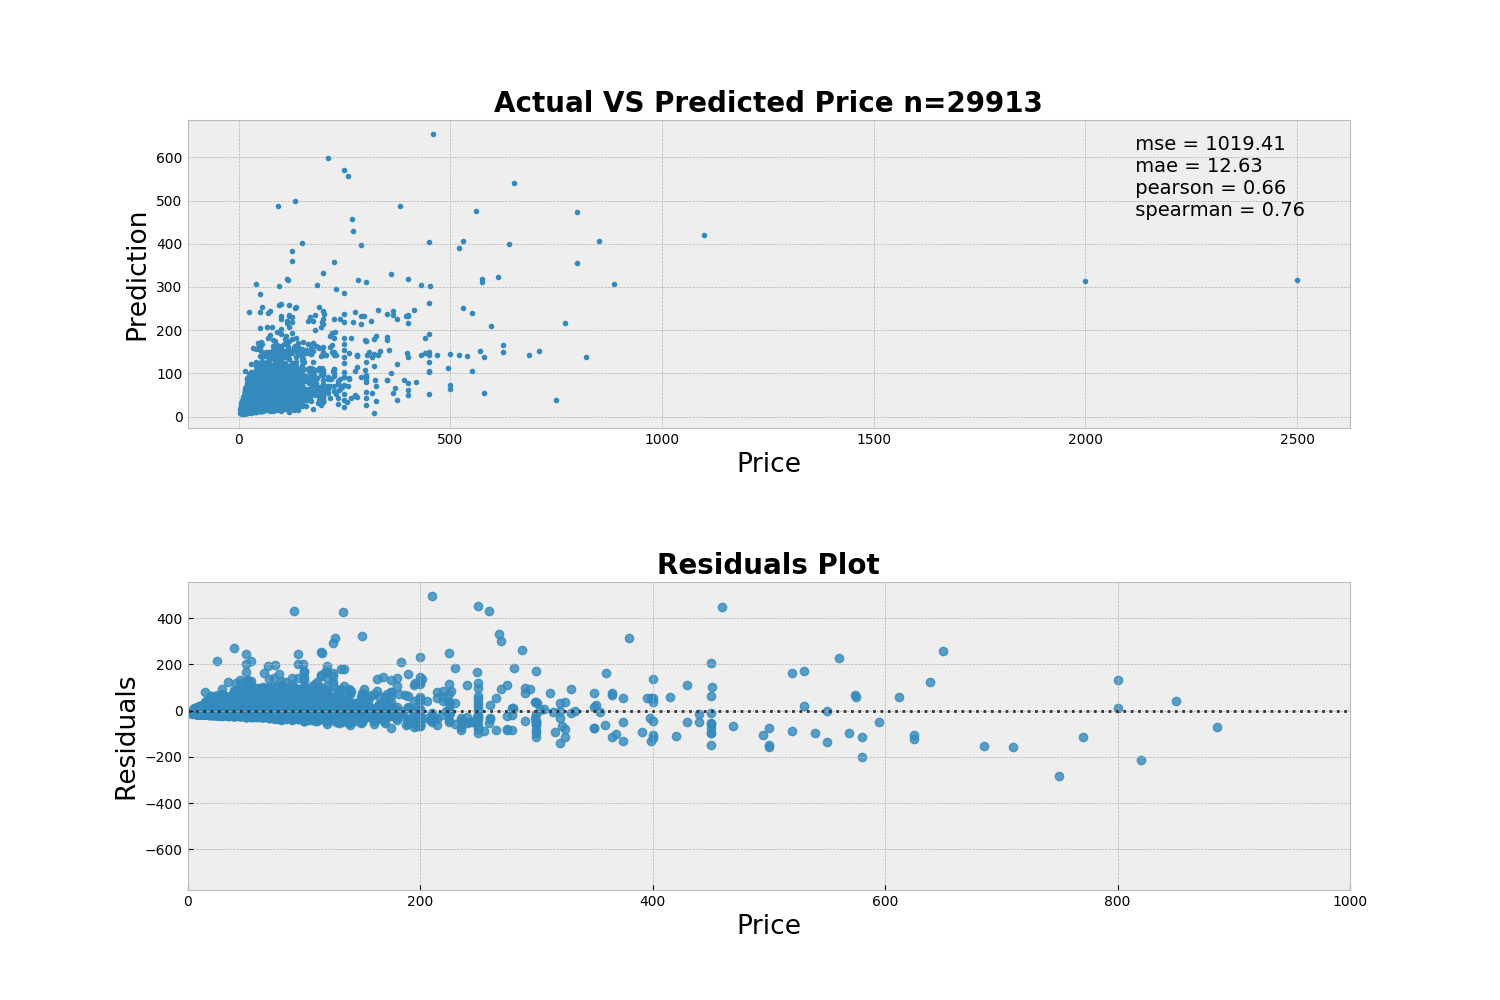 Actual VS Predicted Price n=29913
mse = 1019.41
mae = 12.63
pearson = 0.66
spearman = 0.76
Prediction
600
500
400
300
200
100
0
0 500 1000 1500 2000 2500
Price
Residuals Plot
Residuals
400
200
0
−200
−400
−600
0 200 400 600 800 1000
Price